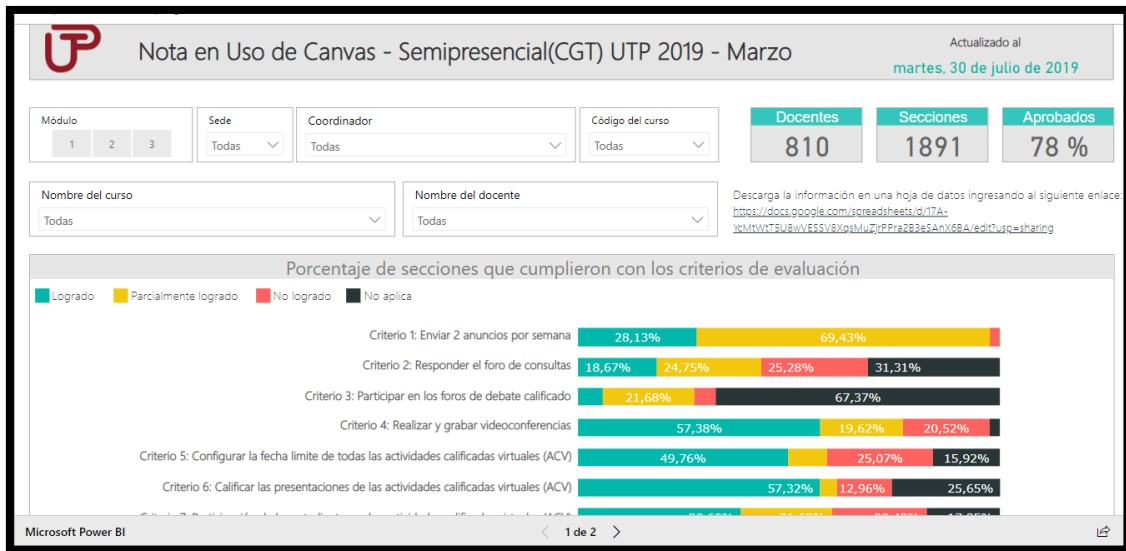 UTP
Nota en Uso de Canvas - Semipresencial(CGT) UTP 2019 - Marzo
Actualizado al
martes, 30 de julio de 2019
Módulo
1 2 3
Sede
Todas
Coordinador
Todas
Código del curso
Todas
Docentes
810
Secciones
1891
Aprobados
78 %
Nombre del curso
Todas
Nombre del docente
Todas
Descarga la información en una hoja de datos ingresando al siguiente enlace:
https://docs.google.com/spreadsheets/d/17A-
YcMtWtT5U8wVESSV8XqsMuZjrPPra2B3eSAnX6BA/edit?usp=sharing
Porcentaje de secciones que cumplieron con los criterios de evaluación
Logrado Parcialmente logrado No logrado No aplica
Criterio 1: Enviar 2 anuncios por semana 28,13% 69,43%
Criterio 2: Responder el foro de consultas 18,67% 24,75% 25,28% 31,31%
Criterio 3: Participar en los foros de debate calificado 21,68% 67,37%
Criterio 4: Realizar y grabar videoconferencias 57,38% 19,62% 20,52%
Criterio 5: Configurar la fecha limite de todas las actividades calificadas virtuales (ACV) 49,76% 25,07% 15,92%
Criterio 6: Calificar las presentaciones de las actividades calificadas virtuales (ACV) 57,32% 12,96% 25,65%
Microsoft Power BI
1 de 2